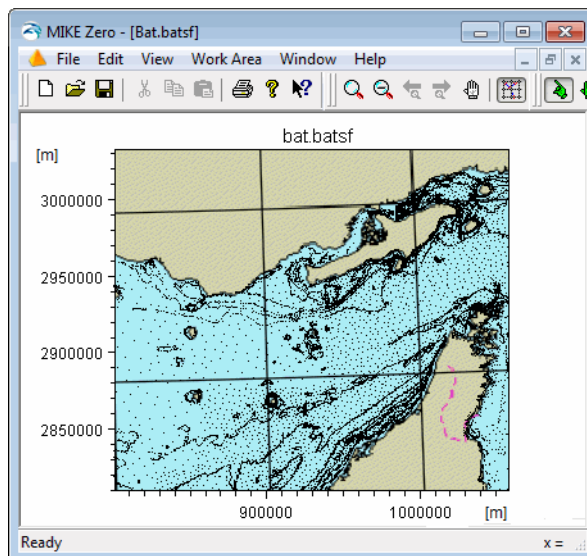 MIKE Zero - [Bat.batsf]
File Edit View Work Area Window Help
bat.batsf
[m]
3000000
2950000
2900000
2850000
900000 1000000 [m]
Ready x =